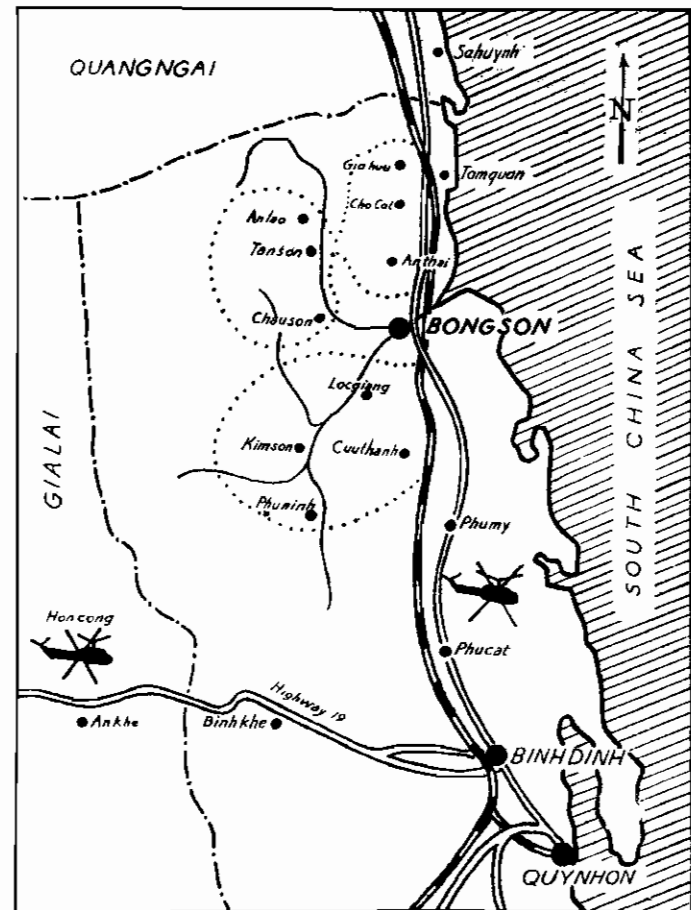 QUANGNGAI
Sahuynh
N
Giahuu
Tamquan
ChoCat
Anlao
Tanson
Anthai
Chauson
BONGSON
Locgiang
Kimson
Cuuthanh
Phuninh
GIALAI
SOUTH CHINA SEA
Phumy
Honcong
Phucat
Highway 19
Ankhe
Binhkhe
BINHDINH
QUYNHON